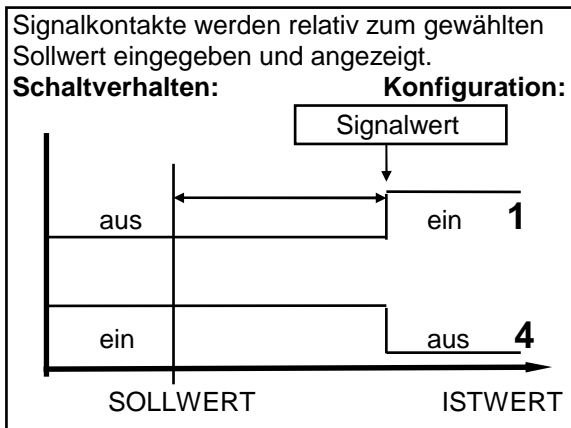 Signalkontakte werden relativ zum gewählten
Sollwert eingegeben und angezeigt.
Schaltverhalten: Konfiguration:
Signalwert
aus ein 1
ein aus 4
SOLLWERT ISTWERT